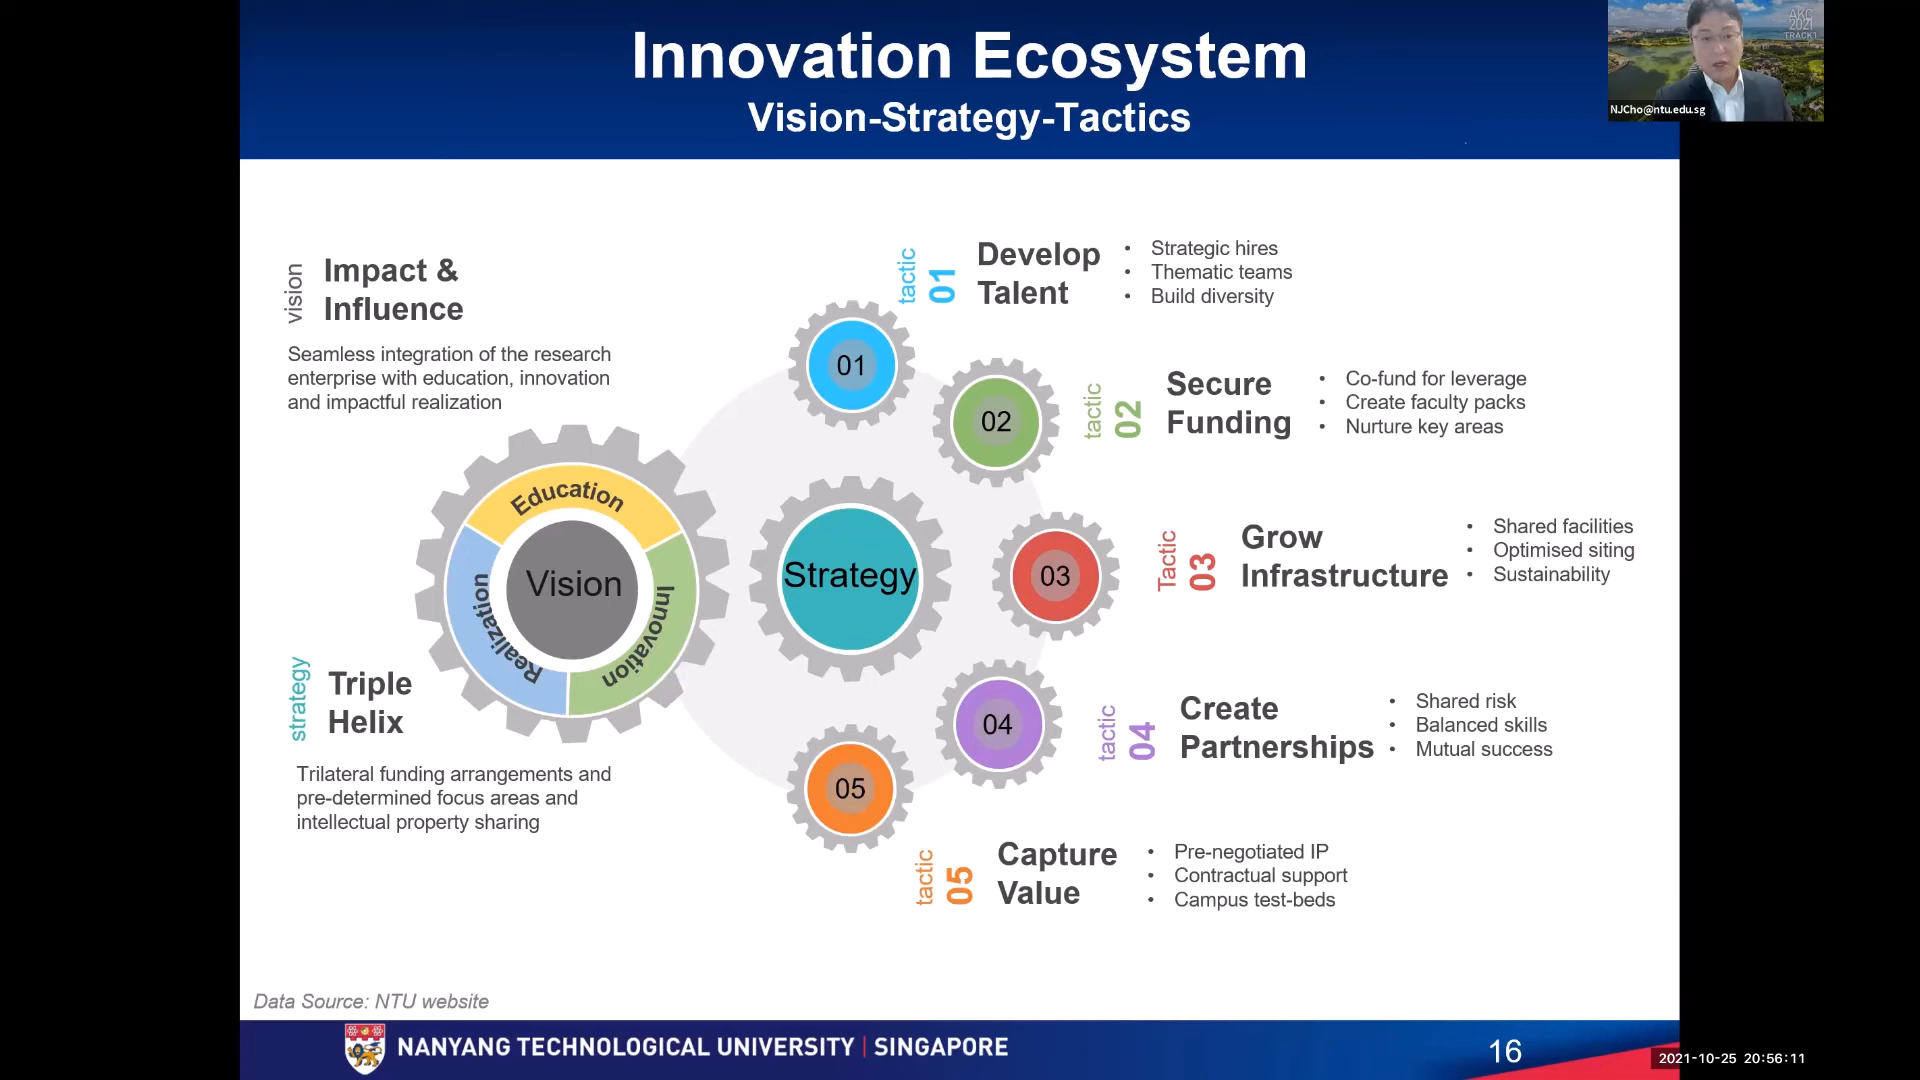 Innovation Ecosystem
Vision-Strategy-Tactics
AKC
2021
TRACK1
NJCho@ntu.edu.sg
vision
Impact &
Influence
Seamless integration of the research
enterprise with education, innovation
and impactful realization
Education
Innovation
Realization
Vision
Strategy
strategy
Triple
Helix
Trilateral funding arrangements and
pre-determined focus areas and
intellectual property sharing
01
02
03
04
05
tactic
01
Develop
Talent
• Strategic hires
• Thematic teams
• Build diversity
tactic
02
Secure
Funding
• Co-fund for leverage
• Create faculty packs
• Nurture key areas
Tactic
03
Grow
Infrastructure
• Shared facilities
• Optimised siting
• Sustainability
tactic
04
Create
Partnerships
• Shared risk
• Balanced skills
• Mutual success
tactic
05
Capture
Value
• Pre-negotiated IP
• Contractual support
• Campus test-beds
Data Source: NTU website
NANYANG TECHNOLOGICAL UNIVERSITY | SINGAPORE
16
2021-10-25 20:56:11